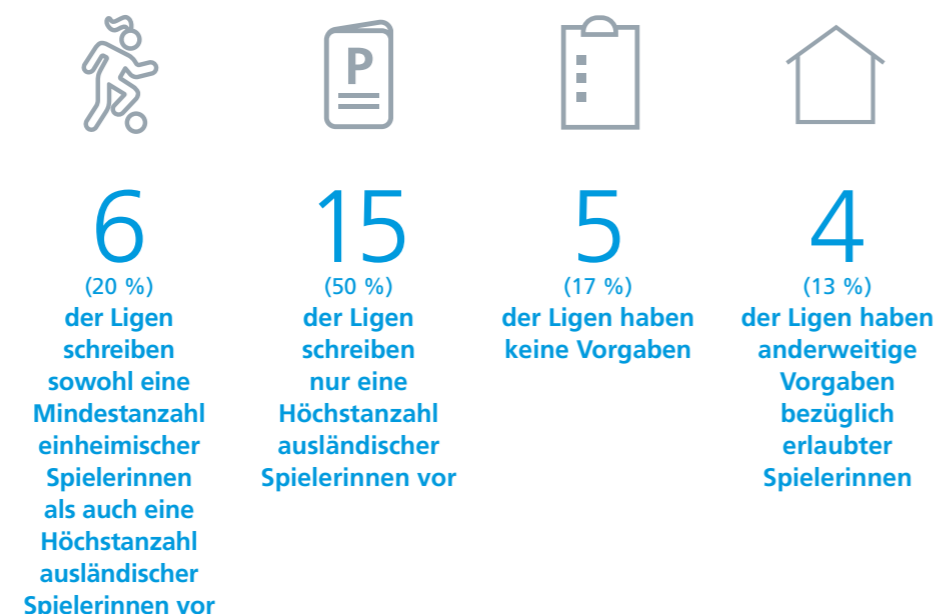 P
6
(20 %)
der Ligen
schreiben
sowohl eine
Mindestanzahl
einheimischer
Spielerinnen
als auch eine
Höchstanzahl
ausländischer
Spielerinnen vor
15
(50 %)
der Ligen
schreiben
nur eine
Höchstanzahl
ausländischer
Spielerinnen vor
5
(17 %)
der Ligen haben
keine Vorgaben
4
(13 %)
der Ligen haben
anderweitige
Vorgaben
bezüglich
erlaubter
Spielerinnen